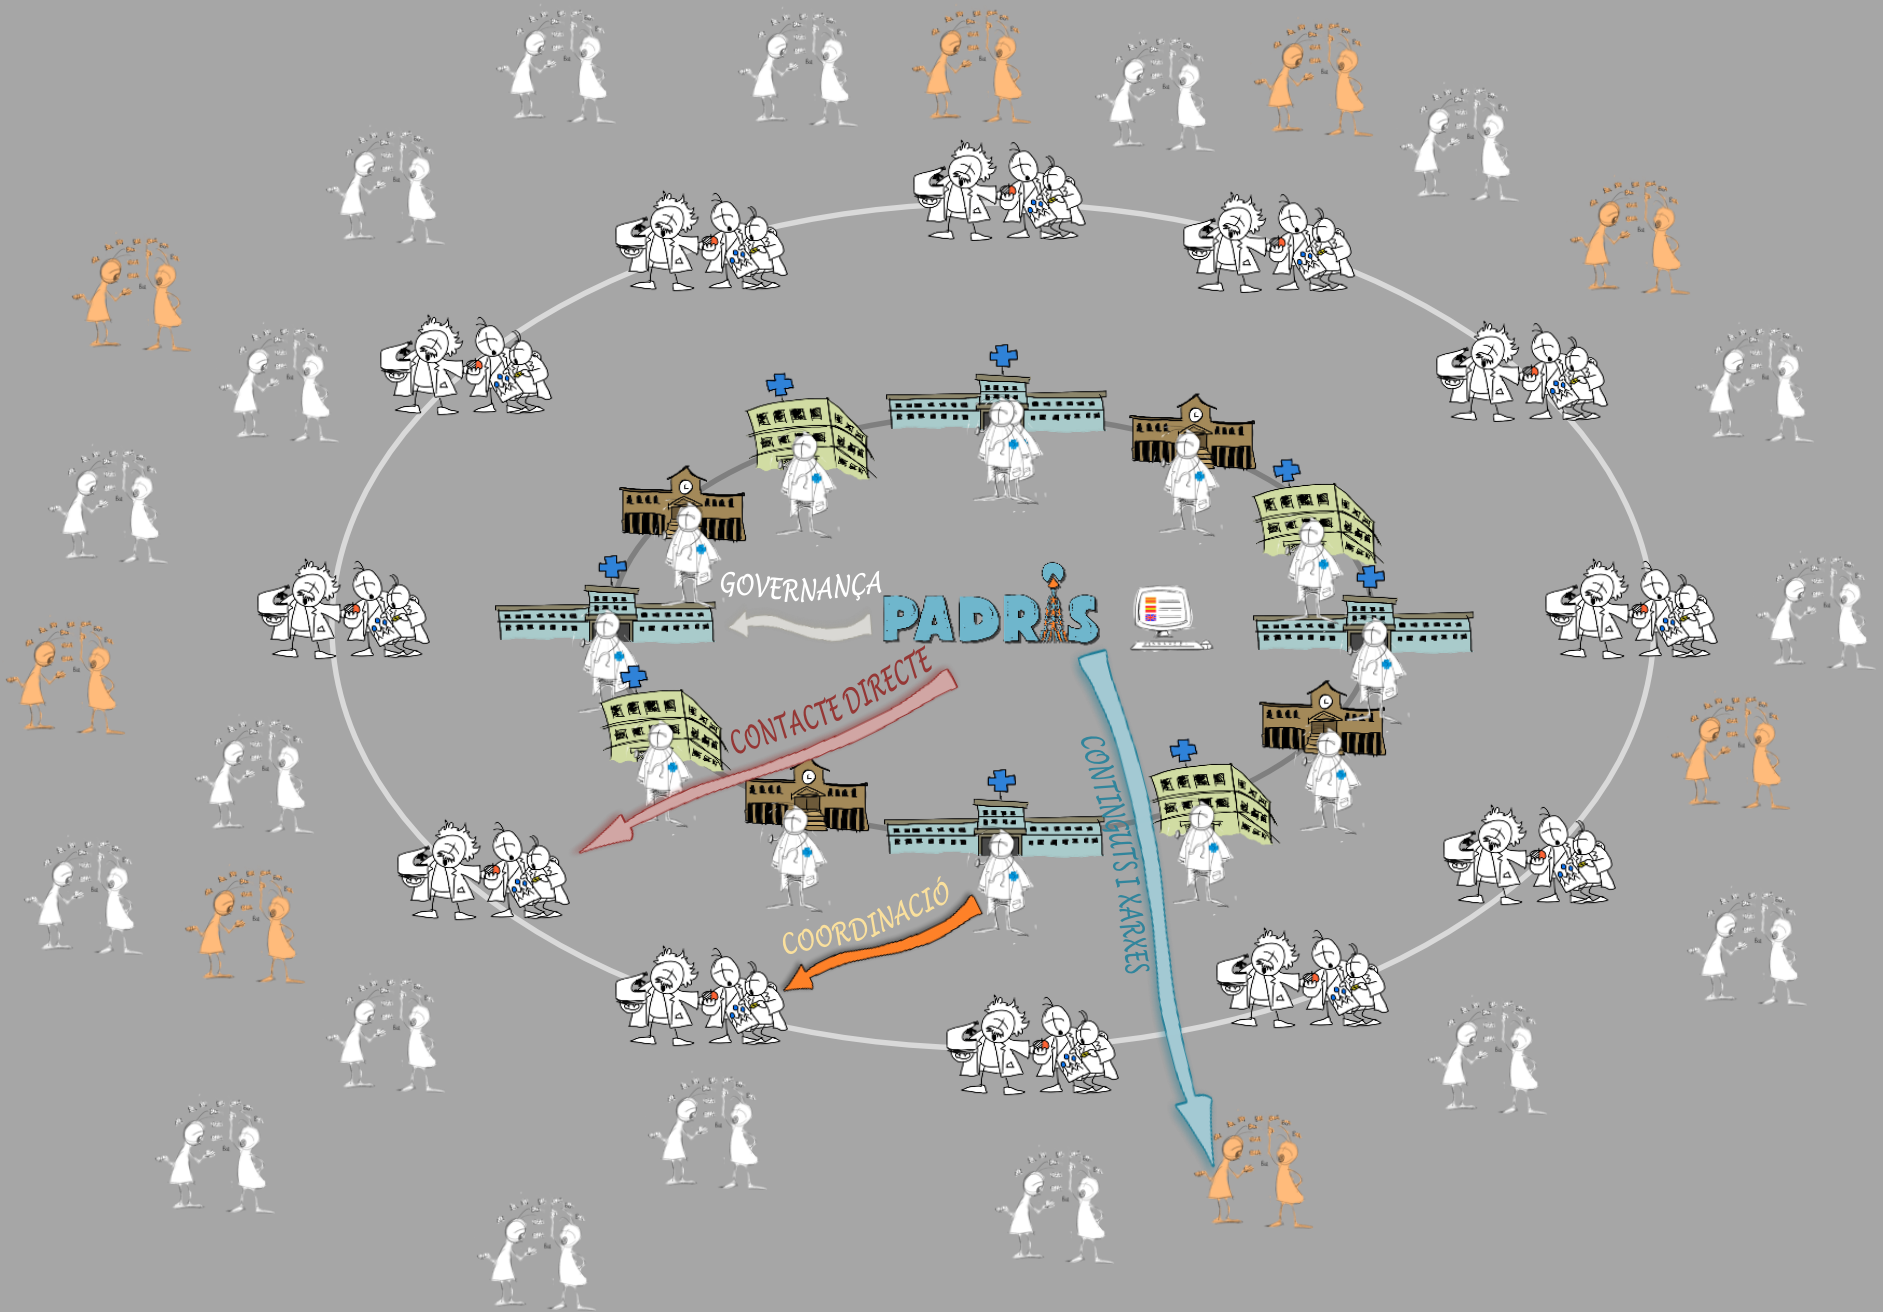 GOVERNANÇA
PADRIS
CONTACTE DIRECTE
CONTINGUTS I XARXES
COORDINACIÓ